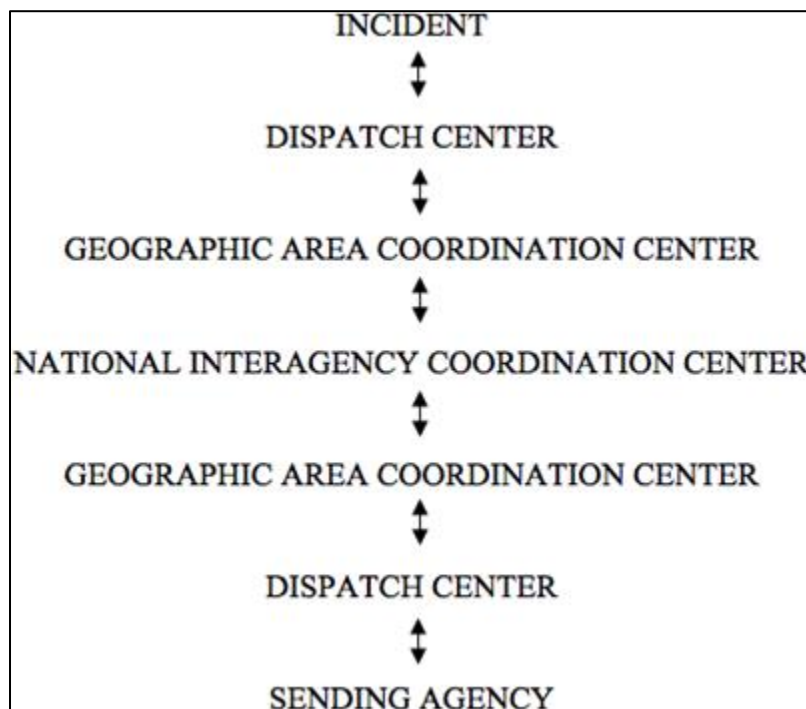 INCIDENT
DISPATCH CENTER
GEOGRAPHIC AREA COORDINATION CENTER
NATIONAL INTERAGENCY COORDINATION CENTER
GEOGRAPHIC AREA COORDINATION CENTER
DISPATCH CENTER
SENDING AGENCY